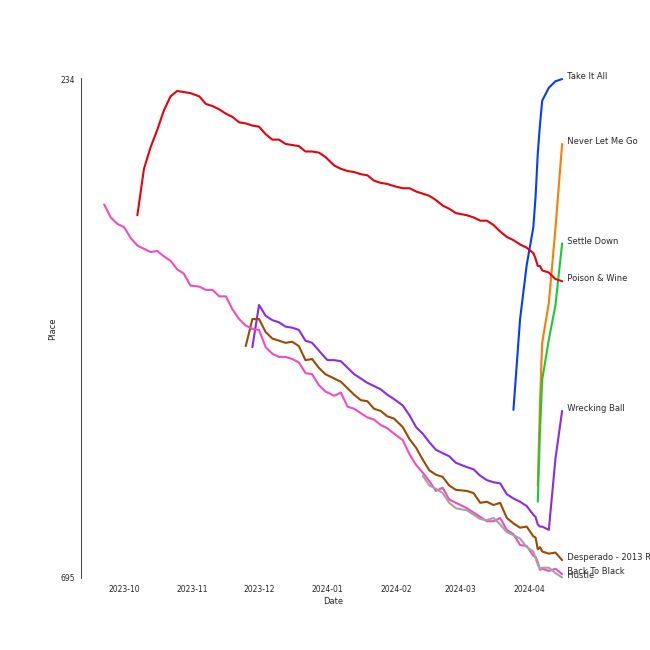 234
Take It All
Never Let Me Go
Settle Down
Poison & Wine
Place
Wrecking Ball
Desperado - 2013 R
Back To Black
Hustle
695
2023-10
2023-11
2023-12
2024-01
2024-02
2024-03
2024-04
Date